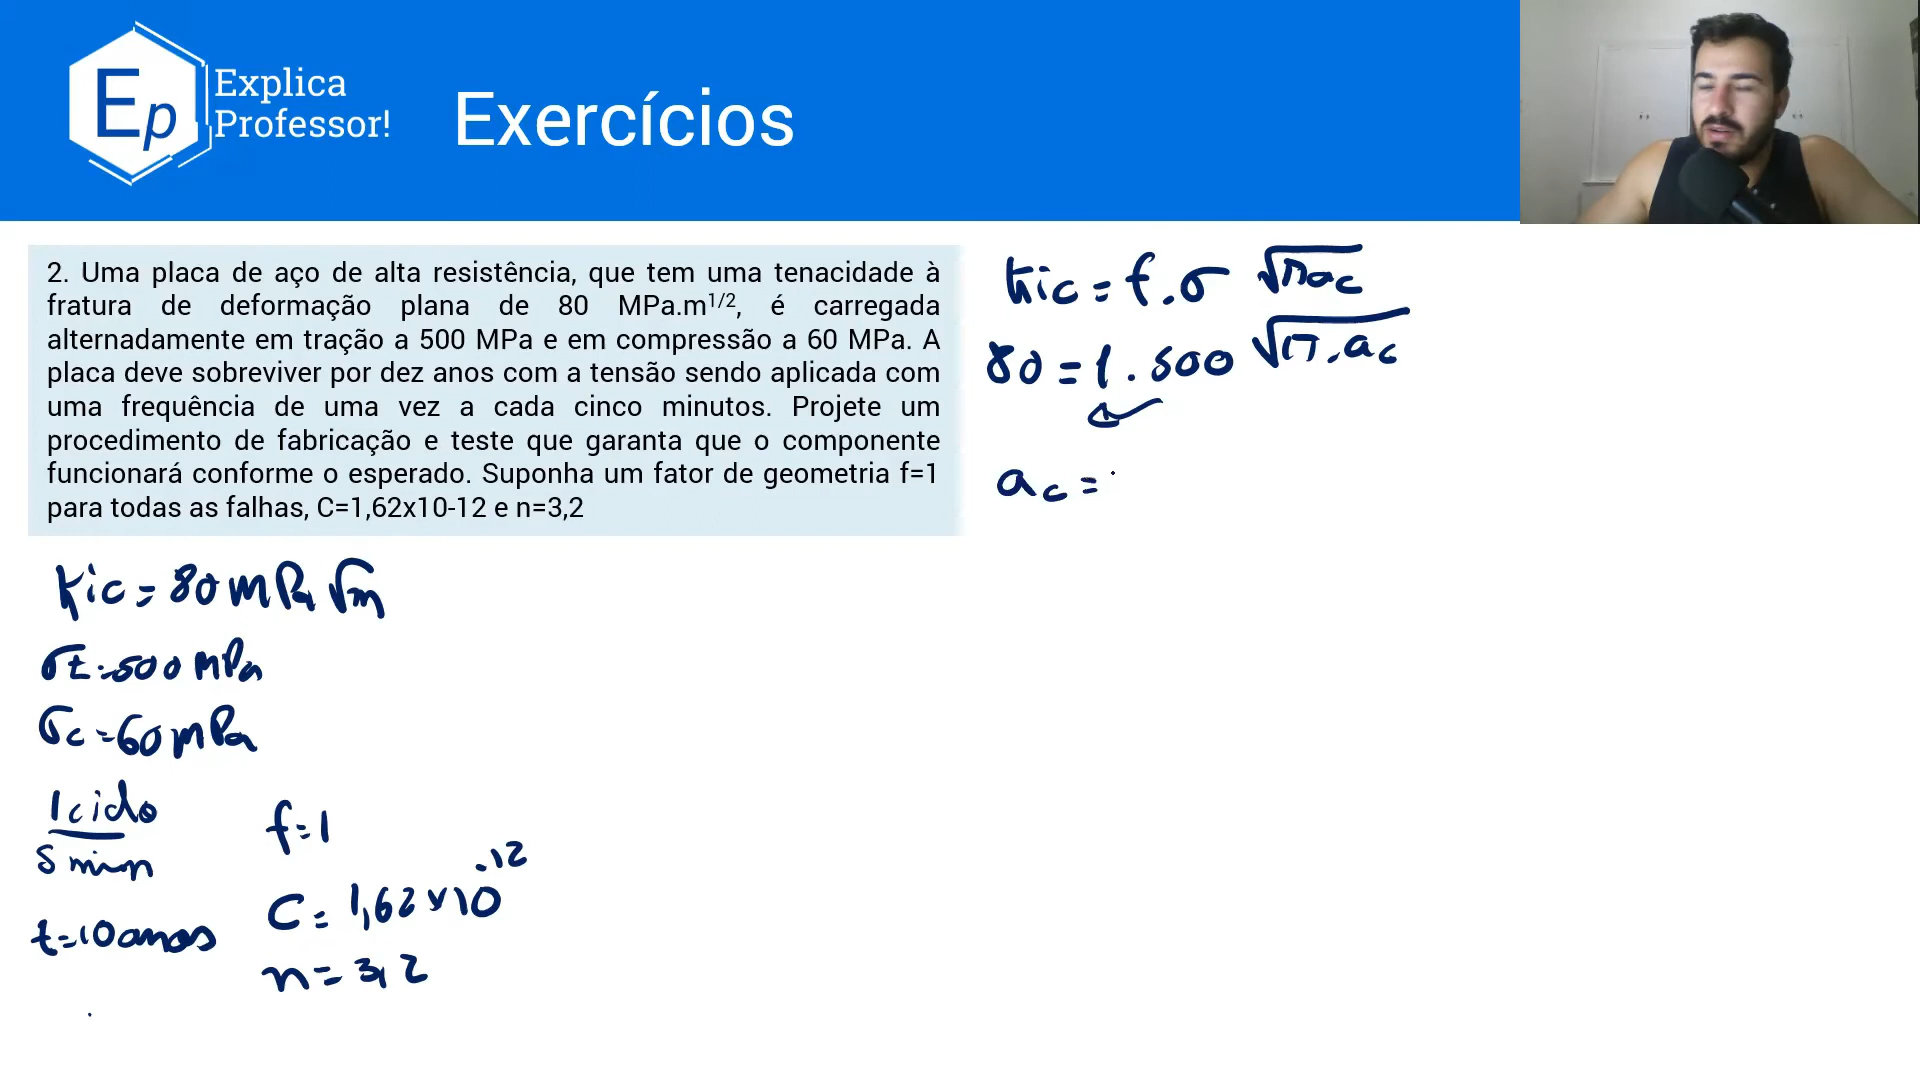 Explica
Professor!
Ep
Exercícios
2. Uma placa de aço de alta resistência, que tem uma tenacidade à
fratura de deformação plana de 80 MPa.m^1/2, é carregada
alternadamente em tração a 500 MPa e em compressão a 60 MPa. A
placa deve sobreviver por dez anos com a tensão sendo aplicada com
uma frequência de uma vez a cada cinco minutos. Projete um
procedimento de fabricação e teste que garanta que o componente
funcionará conforme o esperado. Suponha um fator de geometria f=1
para todas as falhas, C=1,62x10-12 e n=3,2
Kic = 80 MPa √m
σt = 500 MPa
σc = 60 MPa
1 ciclo
5 min
t = 10 anos
f = 1
C = 1,62 x 10^-12
n = 3,2
Kic = f . σ √πac
80 = 1 . 500 √π . ac
ac =